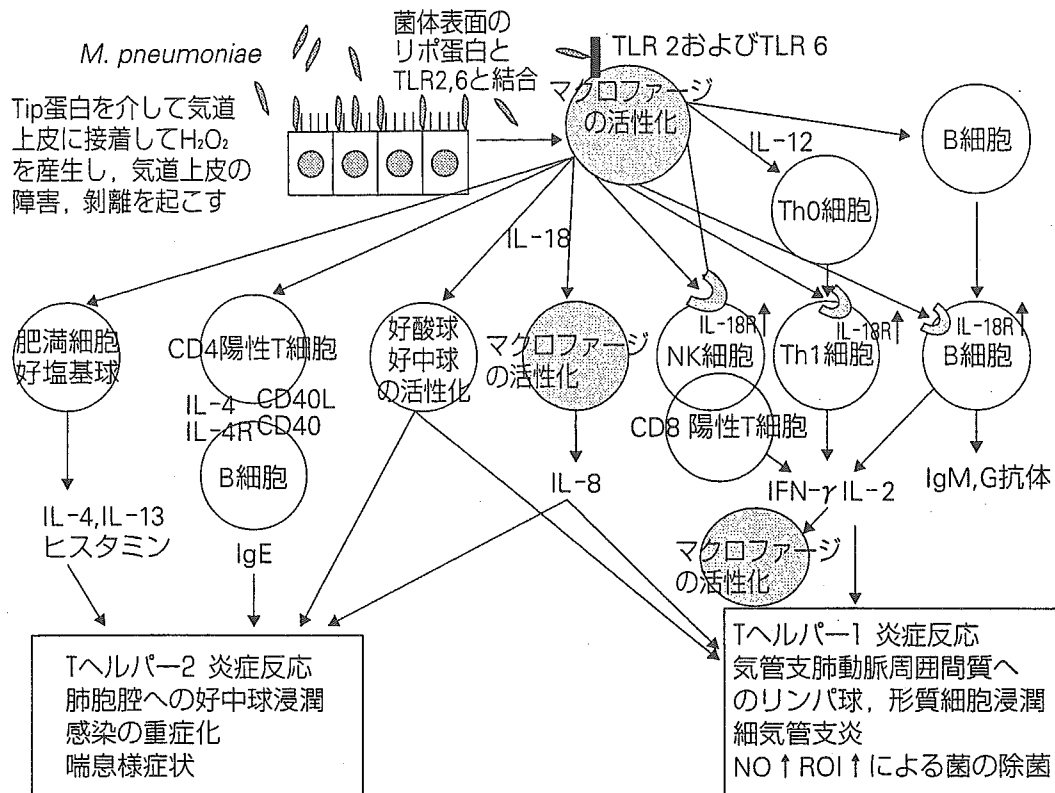 M. pneumoniae
Tip蛋白を介して気道
上皮に接着してH₂O₂
を産生し，気道上皮の
障害，剝離を起こす
菌体表面の
リポ蛋白と
TLR2,6と結合
TLR 2およびTLR 6
マクロファージ
の活性化
IL-12
B細胞
Th0細胞
IL-18
肥満細胞
好塩基球
CD4陽性T細胞
好酸球
好中球
の活性化
マクロファージ
の活性化
IL-18R↑
NK細胞
CD8 陽性T細胞
IL-18R↑
Th1細胞
IL-18R↑
B細胞
IL-4 CD40L
IL-4R CD40
B細胞
IL-4,IL-13
ヒスタミン
IgE
IL-8
IFN-γ IL-2
IgM,G抗体
マクロファージ
の活性化
Tヘルパー2 炎症反応
肺胞腔への好中球浸潤
感染の重症化
喘息様症状
Tヘルパー1 炎症反応
気管支肺動脈周囲間質へ
のリンパ球，形質細胞浸潤
細気管支炎
NO↑ROI↑による菌の除菌